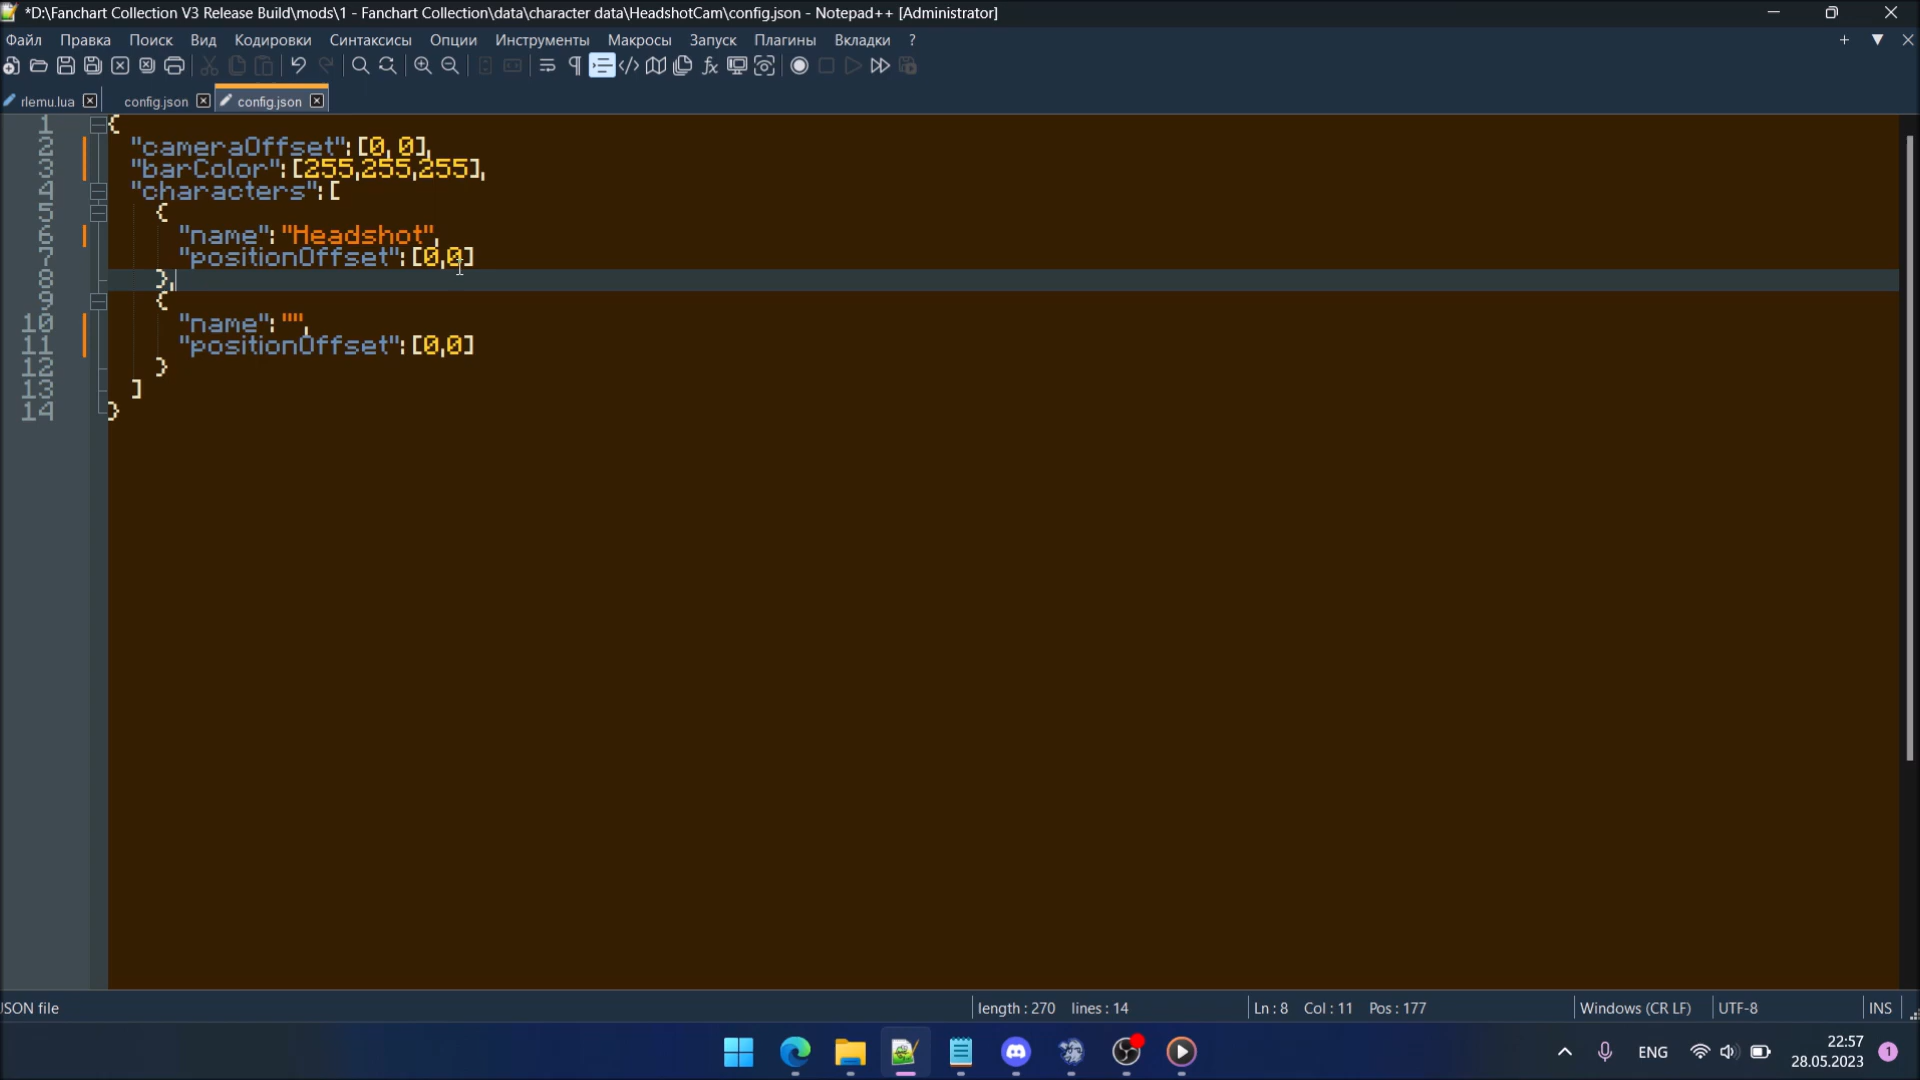 *D:\Fanchart Collection V3 Release Build\mods\1 - Fanchart Collection\data\character data\HeadshotCam\config.json - Notepad++ [Administrator]
Файл Правка Поиск Вид Кодировки Синтаксисы Опции Инструменты Макросы Запуск Плагины Вкладки ?
rlemu.lua config.json config.json
1 {
2 "cameraOffset": [0, 0],
3 "barColor": [255,255,255],
4 "characters": [
5 {
6 "name": "Headshot",
7 "positionOffset": [0,0]
8 },
9 {
10 "name": "",
11 "positionOffset": [0,0]
12 }
13 ]
14 }
JSON file length : 270 lines : 14 Ln : 8 Col : 11 Pos : 177 Windows (CR LF) UTF-8 INS
ENG 22:57
28.05.2023 1